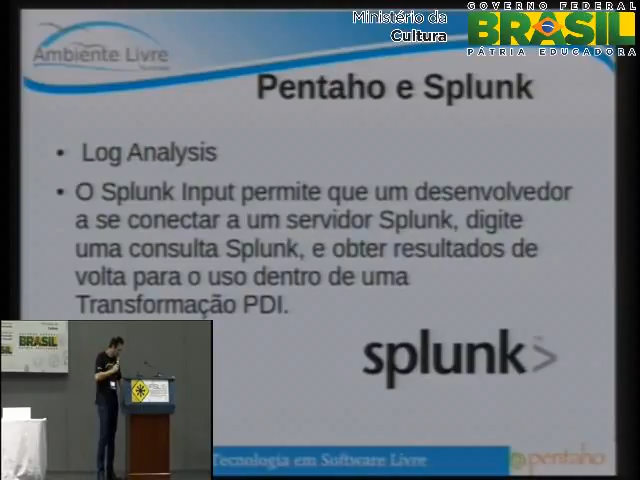 Ministério da
Cultura
GOVERNO FEDERAL
BRASIL
PÁTRIA EDUCADORA
Ambiente Livre
Pentaho e Splunk
• Log Analysis
• O Splunk Input permite que um desenvolvedor
a se conectar a um servidor Splunk, digite
uma consulta Splunk, e obter resultados de
volta para o uso dentro de uma
Transformação PDI.
splunk>
BRASIL
Tecnologia em Software Livre
pentaho